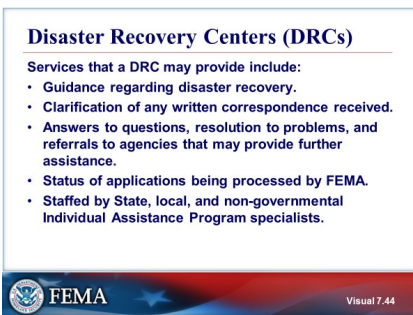 Disaster Recovery Centers (DRCs)
Services that a DRC may provide include:
• Guidance regarding disaster recovery.
• Clarification of any written correspondence received.
• Answers to questions, resolution to problems, and
referrals to agencies that may provide further
assistance.
• Status of applications being processed by FEMA.
• Staffed by State, local, and non-governmental
Individual Assistance Program specialists.
FEMA
Visual 7.44